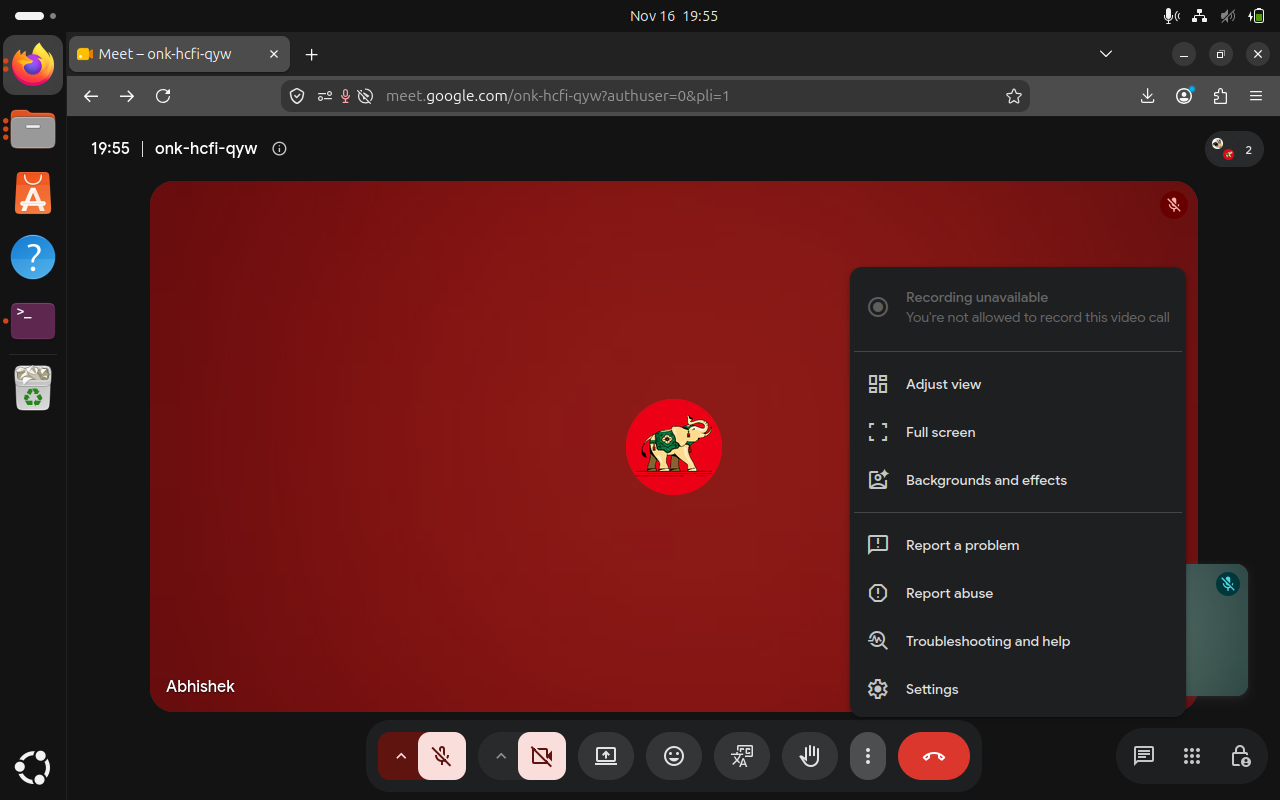 Nov 16 19:55
Meet – onk-hcfi-qyw
meet.google.com/onk-hcfi-qyw?authuser=0&pli=1
19:55 | onk-hcfi-qyw
2
Recording unavailable
You're not allowed to record this video call
Adjust view
Full screen
Backgrounds and effects
Report a problem
Report abuse
Troubleshooting and help
Settings
Abhishek